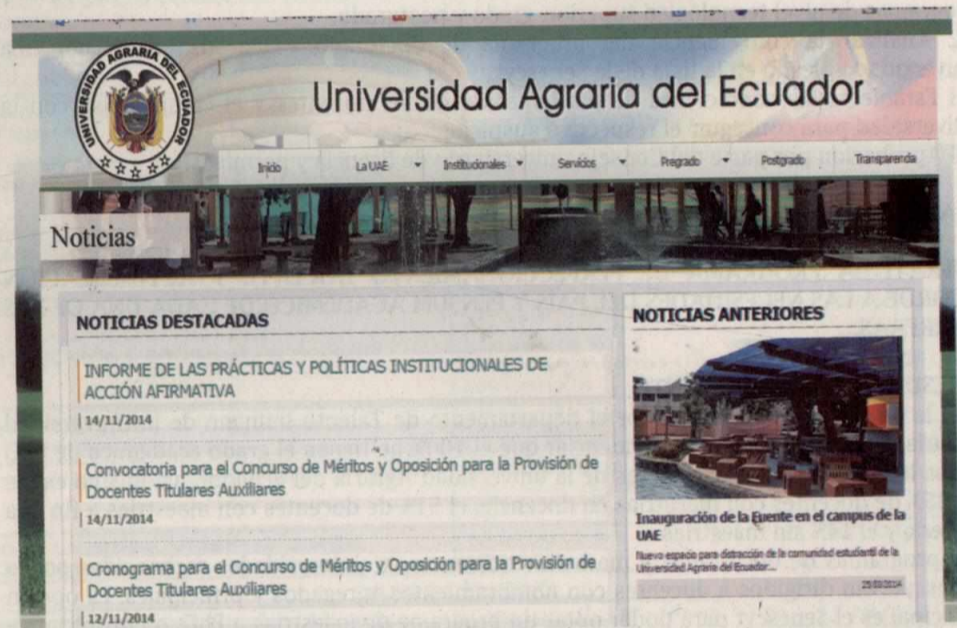 UNIVERSIDAD AGRARIA DEL ECUADOR
Universidad Agraria del Ecuador
Inicio La UAE Institucionales Servicios Pregrado Postgrado Transparencia
Noticias
NOTICIAS DESTACADAS
INFORME DE LAS PRÁCTICAS Y POLÍTICAS INSTITUCIONALES DE
ACCIÓN AFIRMATIVA
14/11/2014
Convocatoria para el Concurso de Méritos y Oposición para la Provisión de
Docentes Titulares Auxiliares
14/11/2014
Cronograma para el Concurso de Méritos y Oposición para la Provisión de
Docentes Titulares Auxiliares
12/11/2014
NOTICIAS ANTERIORES
Inauguración de la Fuente en el campus de la
UAE
Nuevo espacio para distracción de la comunidad estudiantil de la
Universidad Agraria del Ecuador...